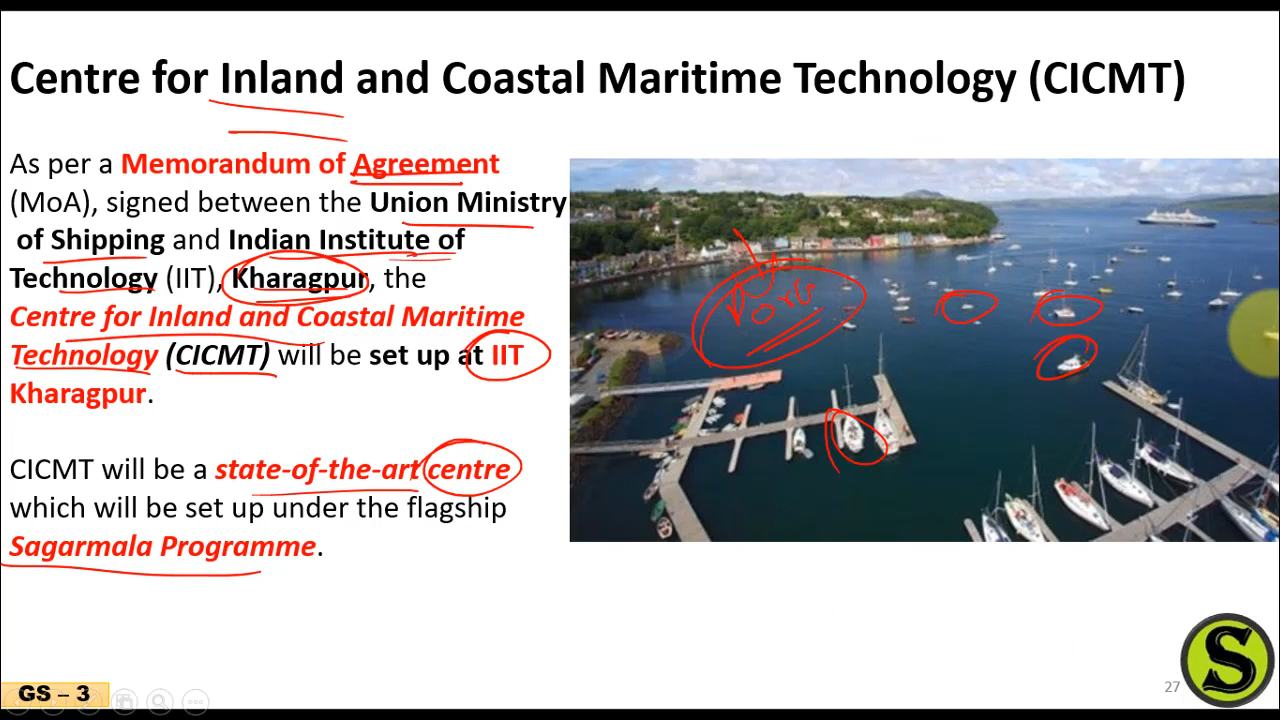 Centre for Inland and Coastal Maritime Technology (CICMT)
As per a Memorandum of Agreement
(MoA), signed between the Union Ministry
of Shipping and Indian Institute of
Technology (IIT), Kharagpur, the
Centre for Inland and Coastal Maritime
Technology (CICMT) will be set up at IIT
Kharagpur.
Ports
CICMT will be a state-of-the-art centre
which will be set up under the flagship
Sagarmala Programme.
GS – 3
27
S